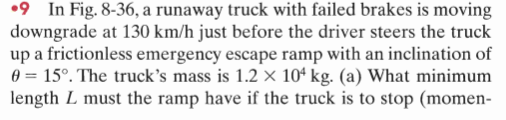 •9 In Fig. 8-36, a runaway truck with failed brakes is moving
downgrade at 130 km/h just before the driver steers the truck
up a frictionless emergency escape ramp with an inclination of
θ = 15°. The truck's mass is 1.2 × 10⁴ kg. (a) What minimum
length L must the ramp have if the truck is to stop (momen-